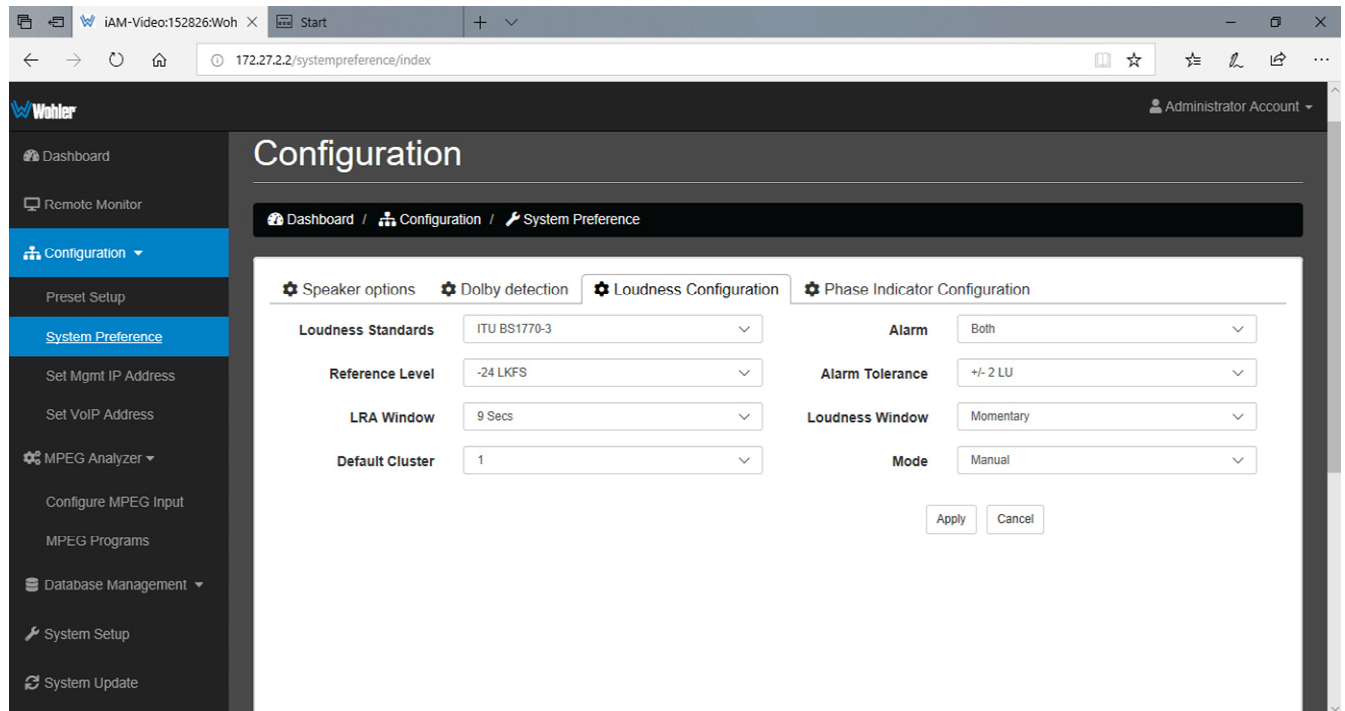 iAM-Video:152826:Woh
Start
172.27.2.2/systempreference/index
Wohler
Administrator Account
Dashboard
Remote Monitor
Configuration
Preset Setup
System Preference
Set Mgmt IP Address
Set VoIP Address
MPEG Analyzer
Configure MPEG Input
MPEG Programs
Database Management
System Setup
System Update
Configuration
Dashboard / Configuration / System Preference
Speaker options Dolby detection Loudness Configuration Phase Indicator Configuration
Loudness Standards ITU BS1770-3 Alarm Both
Reference Level -24 LKFS Alarm Tolerance +/- 2 LU
LRA Window 9 Secs Loudness Window Momentary
Default Cluster 1 Mode Manual
Apply Cancel